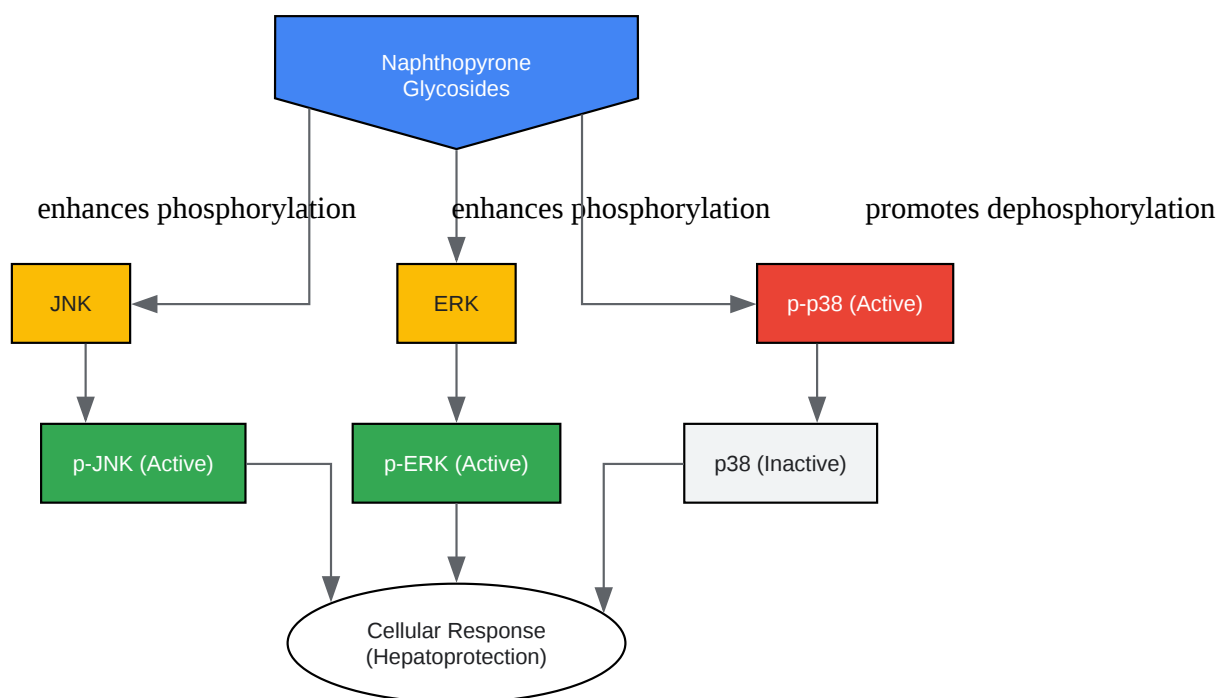 Naphthopyrone
Glycosides
enhances phosphorylation
enhances phosphorylation
promotes dephosphorylation
JNK
ERK
p-p38 (Active)
p-JNK (Active)
p-ERK (Active)
p38 (Inactive)
Cellular Response
(Hepatoprotection)